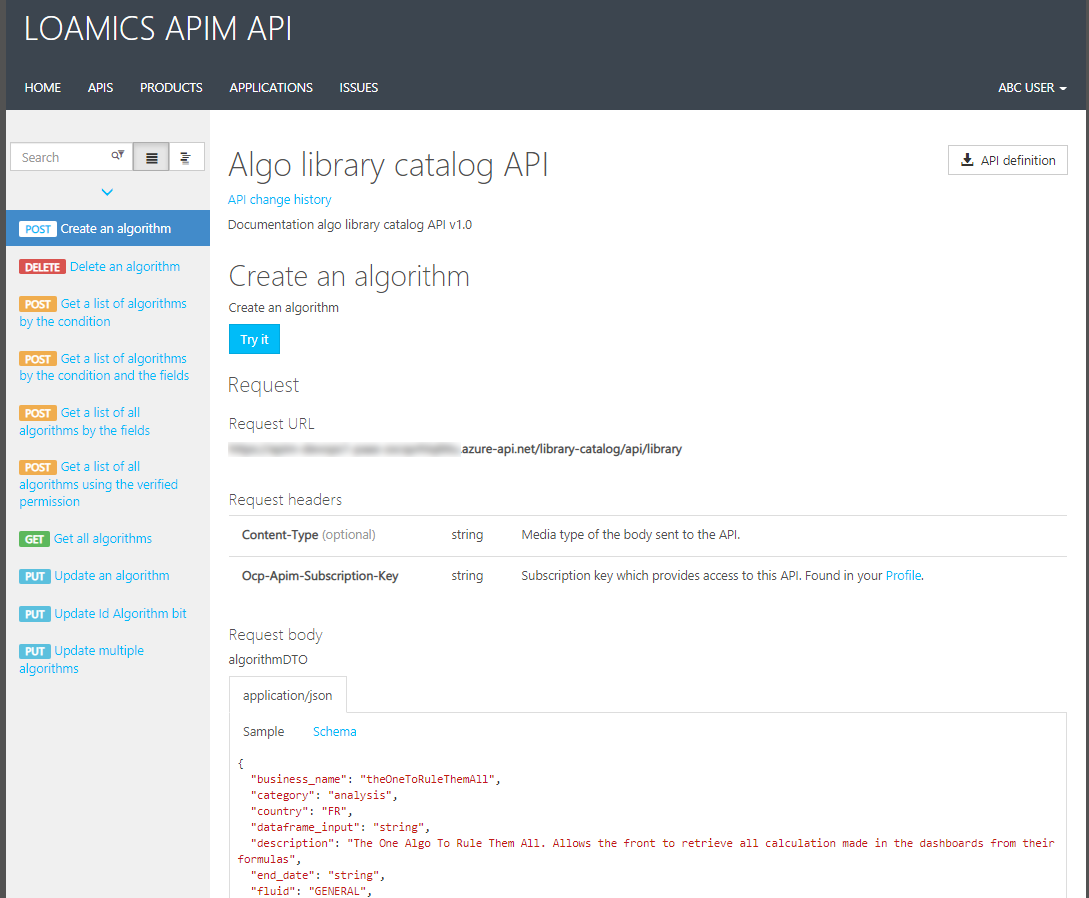 LOAMICS APIM API
HOME APIS PRODUCTS APPLICATIONS ISSUES ABC USER
Search
POST Create an algorithm
DELETE Delete an algorithm
POST Get a list of algorithms
by the condition
POST Get a list of algorithms
by the condition and the fields
POST Get a list of all
algorithms by the fields
POST Get a list of all
algorithms using the verified
permission
GET Get all algorithms
PUT Update an algorithm
PUT Update Id Algorithm bit
PUT Update multiple
algorithms
Algo library catalog API
API definition
API change history
Documentation algo library catalog API v1.0
Create an algorithm
Create an algorithm
Try it
Request
Request URL
.azure-api.net/library-catalog/api/library
Request headers
Content-Type (optional) string Media type of the body sent to the API.
Ocp-Apim-Subscription-Key string Subscription key which provides access to this API. Found in your Profile.
Request body
algorithmDTO
application/json
Sample Schema
{
"business_name": "theOneToRuleThemAll",
"category": "analysis",
"country": "FR",
"dataframe_input": "string",
"description": "The One Algo To Rule Them All. Allows the front to retrieve all calculation made in the dashboards from their
formulas",
"end_date": "string",
"fluid": "GENERAL",